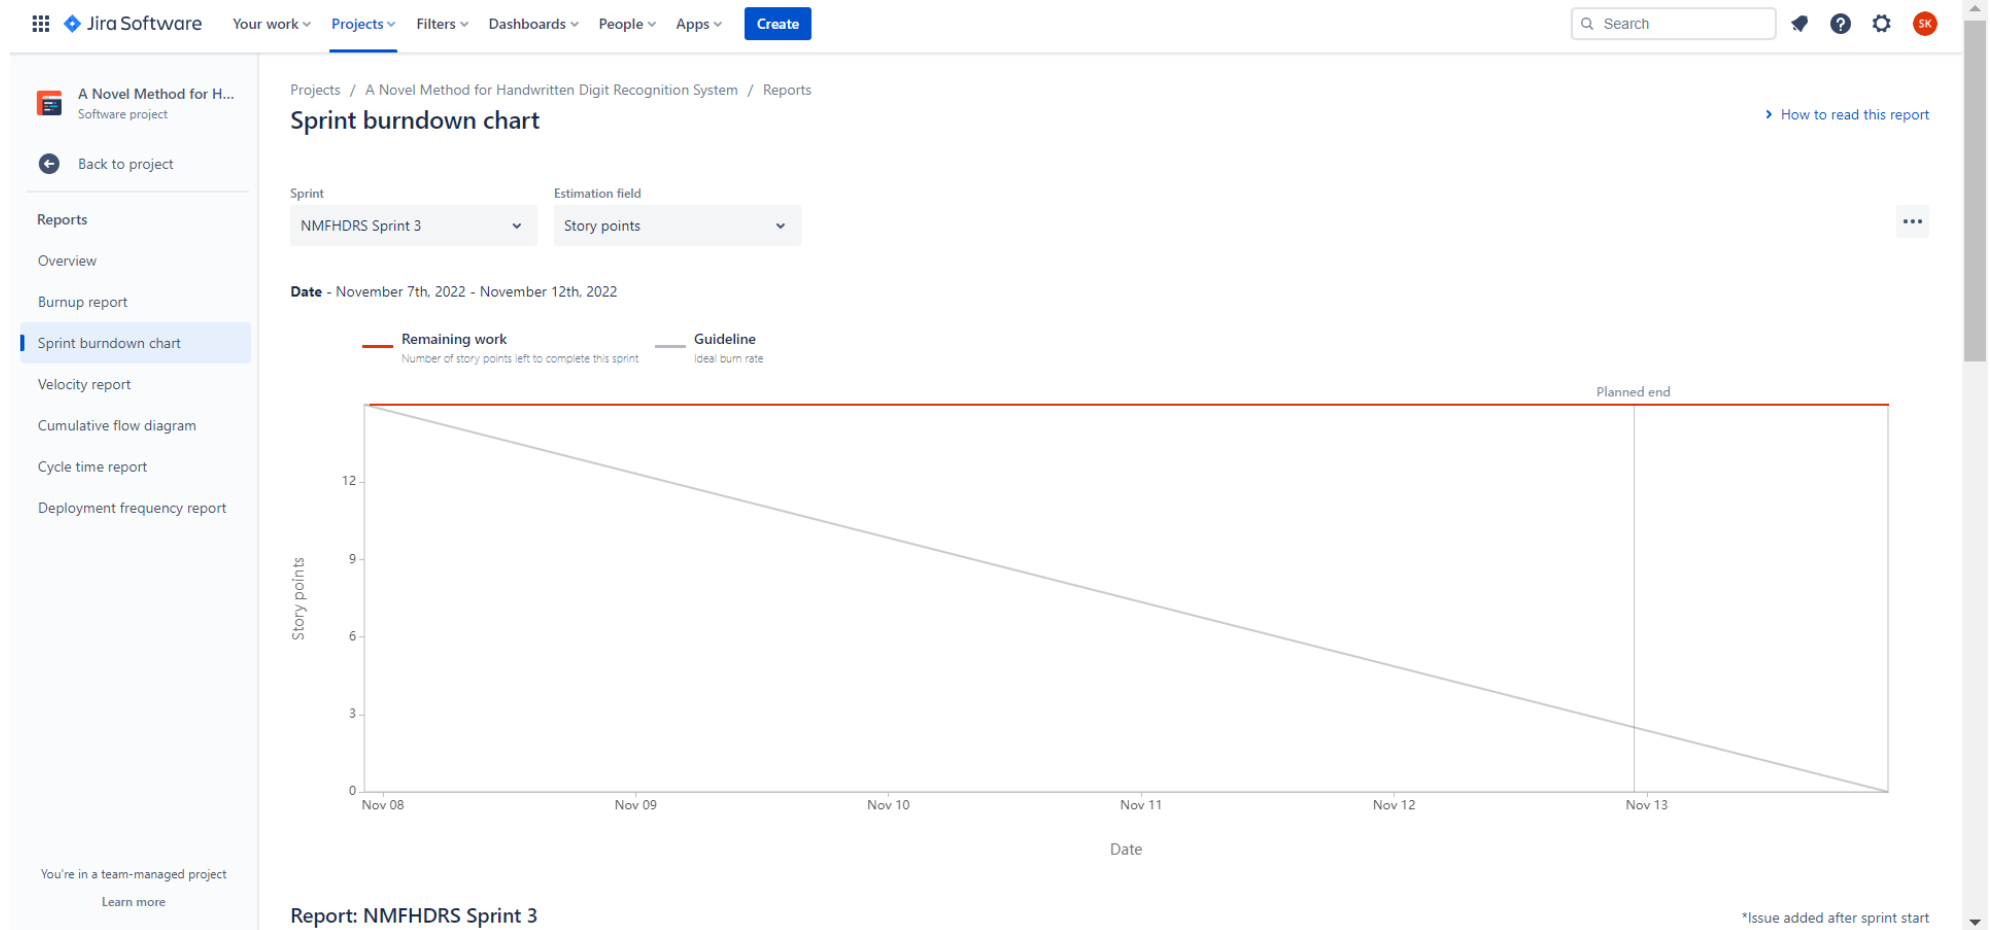 Jira Software Your work Projects Filters Dashboards People Apps Create Search SK
A Novel Method for H...
Software project
Back to project
Reports
Overview
Burnup report
Sprint burndown chart
Velocity report
Cumulative flow diagram
Cycle time report
Deployment frequency report
You're in a team-managed project
Learn more
Projects / A Novel Method for Handwritten Digit Recognition System / Reports
Sprint burndown chart
How to read this report
Sprint Estimation field
NMFHDRS Sprint 3 Story points
Date - November 7th, 2022 - November 12th, 2022
Remaining work Guideline
Number of story points left to complete this sprint Ideal burn rate
Planned end
12
9
6
3
0
Story points
Nov 08 Nov 09 Nov 10 Nov 11 Nov 12 Nov 13
Date
Report: NMFHDRS Sprint 3
*Issue added after sprint start